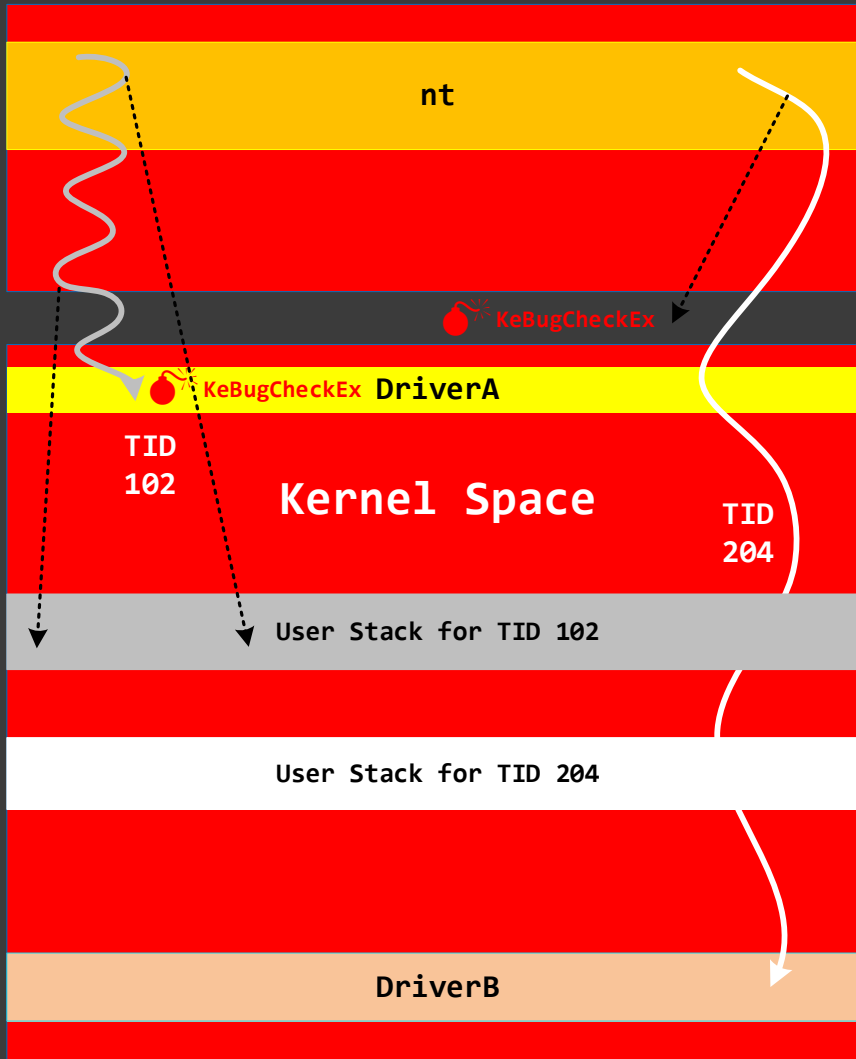 nt
KeBugCheckEx
KeBugCheckEx DriverA
TID
102
Kernel Space
TID
204
User Stack for TID 102
User Stack for TID 204
DriverB